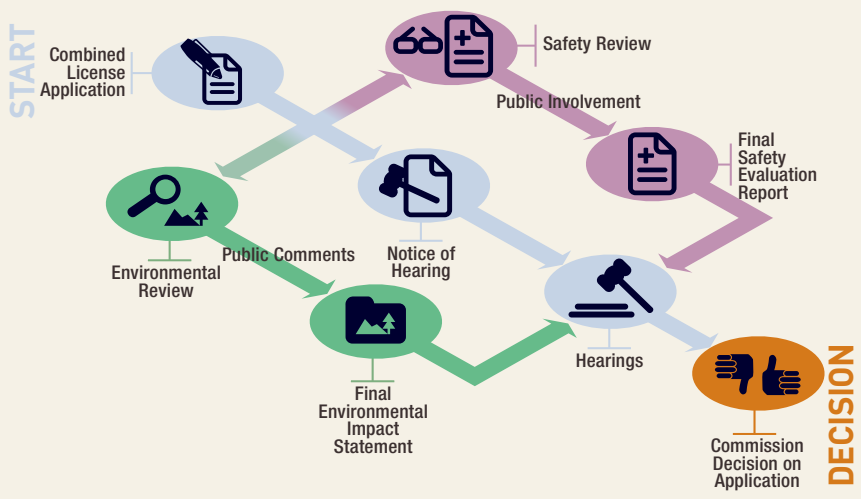 START
Combined
License
Application
Safety Review
Public Involvement
Final
Safety
Evaluation
Report
Notice of
Hearing
Public Comments
Environmental
Review
Final
Environmental
Impact
Statement
Hearings
Commission
Decision on
Application
DECISION